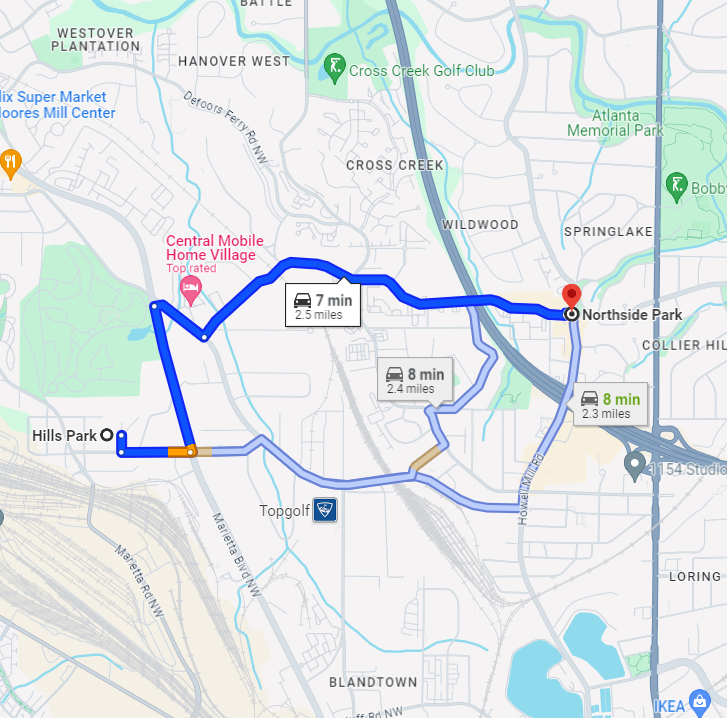 BATTLE
WESTOVER
PLANTATION
HANOVER WEST
Cross Creek Golf Club
lix Super Market
oores Mill Center
Defoors Ferry Rd NW
Atlanta
Memorial Park
CROSS CREEK
Bobby
WILDWOOD
SPRINGLAKE
Central Mobile
Home Village
Top rated
7 min
2.5 miles
Northside Park
COLLIER HIL
8 min
2.4 miles
8 min
2.3 miles
Hills Park
1154 Studio
Howell Mill Rd
Topgolf
Marietta Blvd NW
Marietta Rd NW
LORING
BLANDTOWN
IKEA
uff Rd NW